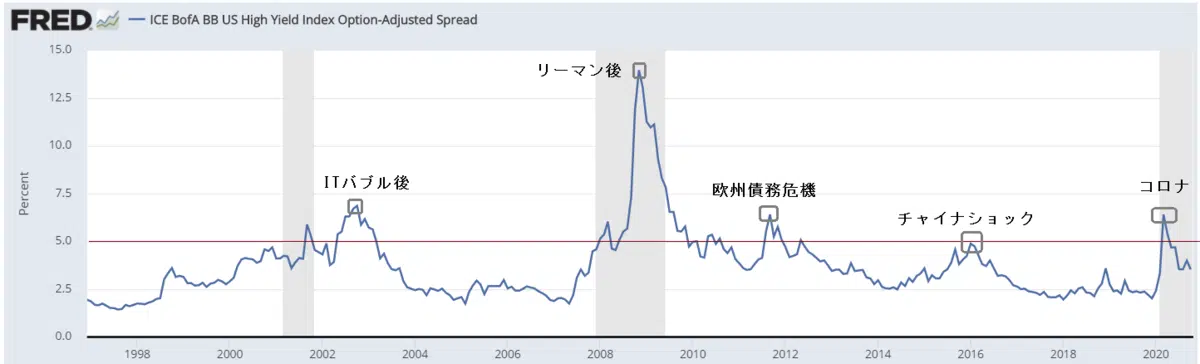 FRED
ICE BofA BB US High Yield Index Option-Adjusted Spread
Percent
15.0
12.5
10.0
7.5
5.0
2.5
0.0
リーマン後
ITバブル後
欧州債務危機
チャイナショック
コロナ
1998 2000 2002 2004 2006 2008 2010 2012 2014 2016 2018 2020